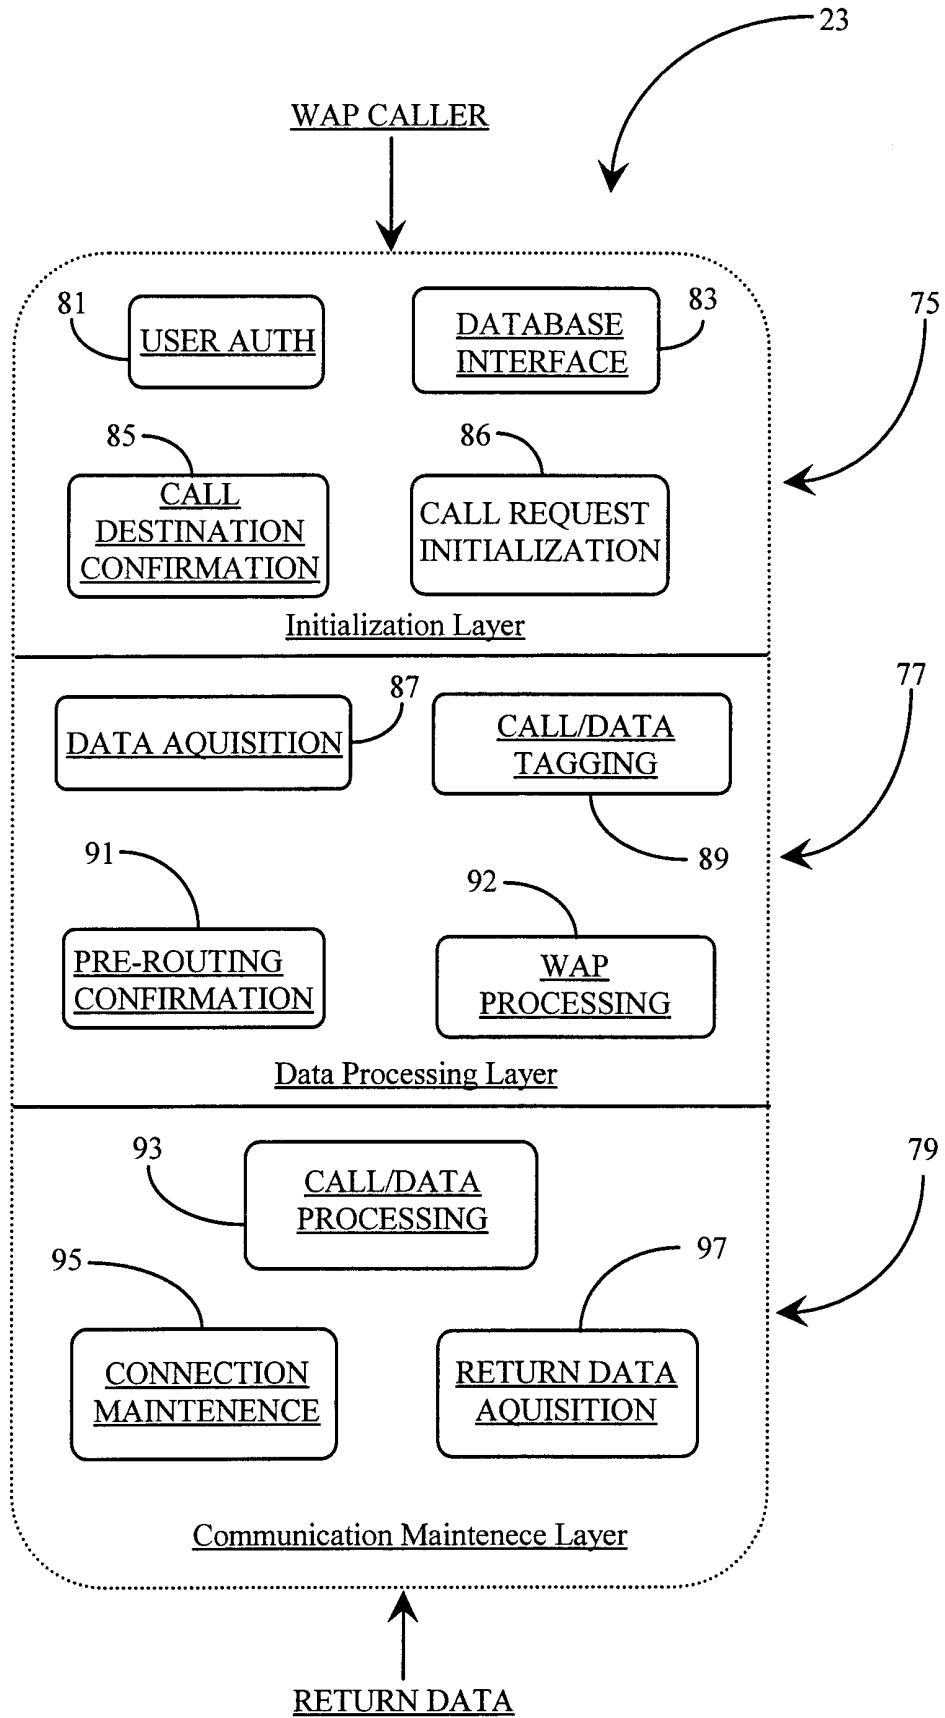 23
WAP CALLER
81
USER AUTH
DATABASE
INTERFACE
83
75
85
CALL
DESTINATION
CONFIRMATION
86
CALL REQUEST
INITIALIZATION
Initialization Layer
87
DATA AQUISITION
CALL/DATA
TAGGING
77
89
91
PRE-ROUTING
CONFIRMATION
92
WAP
PROCESSING
Data Processing Layer
93
CALL/DATA
PROCESSING
79
95
CONNECTION
MAINTENENCE
97
RETURN DATA
AQUISITION
Communication Maintenece Layer
RETURN DATA